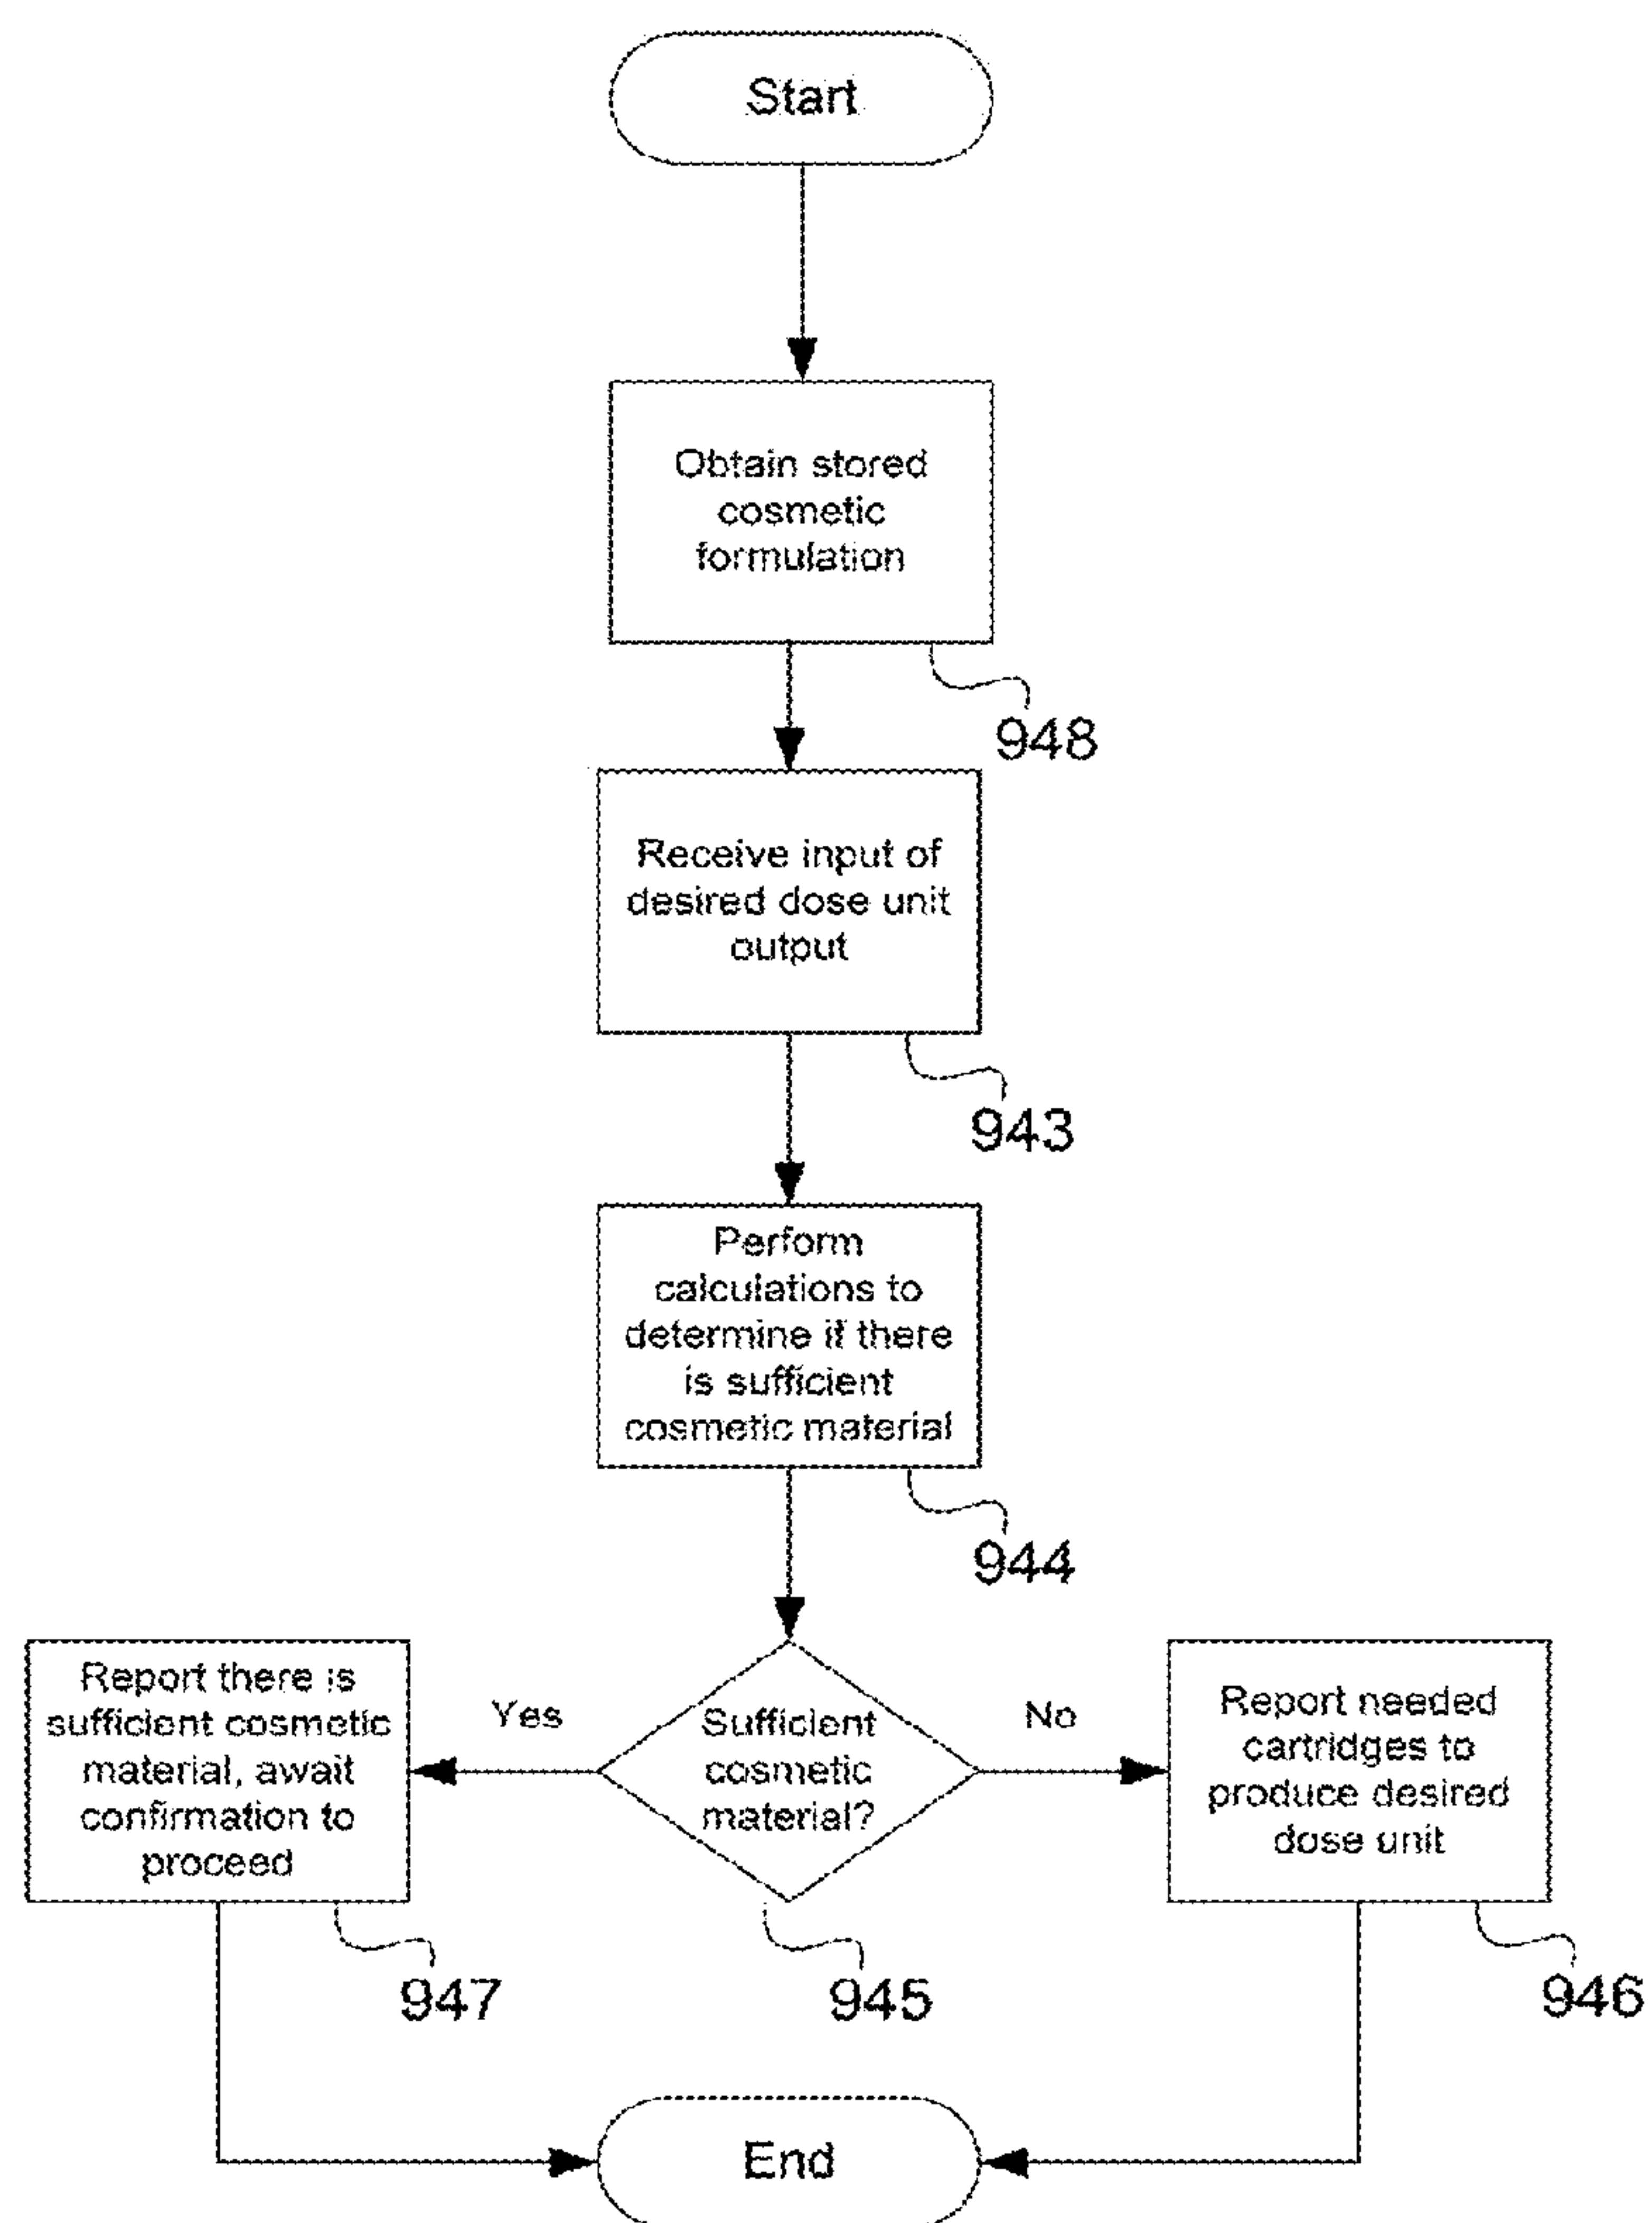 Start
Obtain stored
cosmetic
formulation
948
Receive input of
desired dose unit
output
943
Perform
calculations to
determine if there
is sufficient
cosmetic material
944
Report there is
sufficient cosmetic
material, await
confirmation to
proceed
947
Yes
Sufficient
cosmetic
material?
945
No
Report needed
cartridges to
produce desired
dose unit
946
End